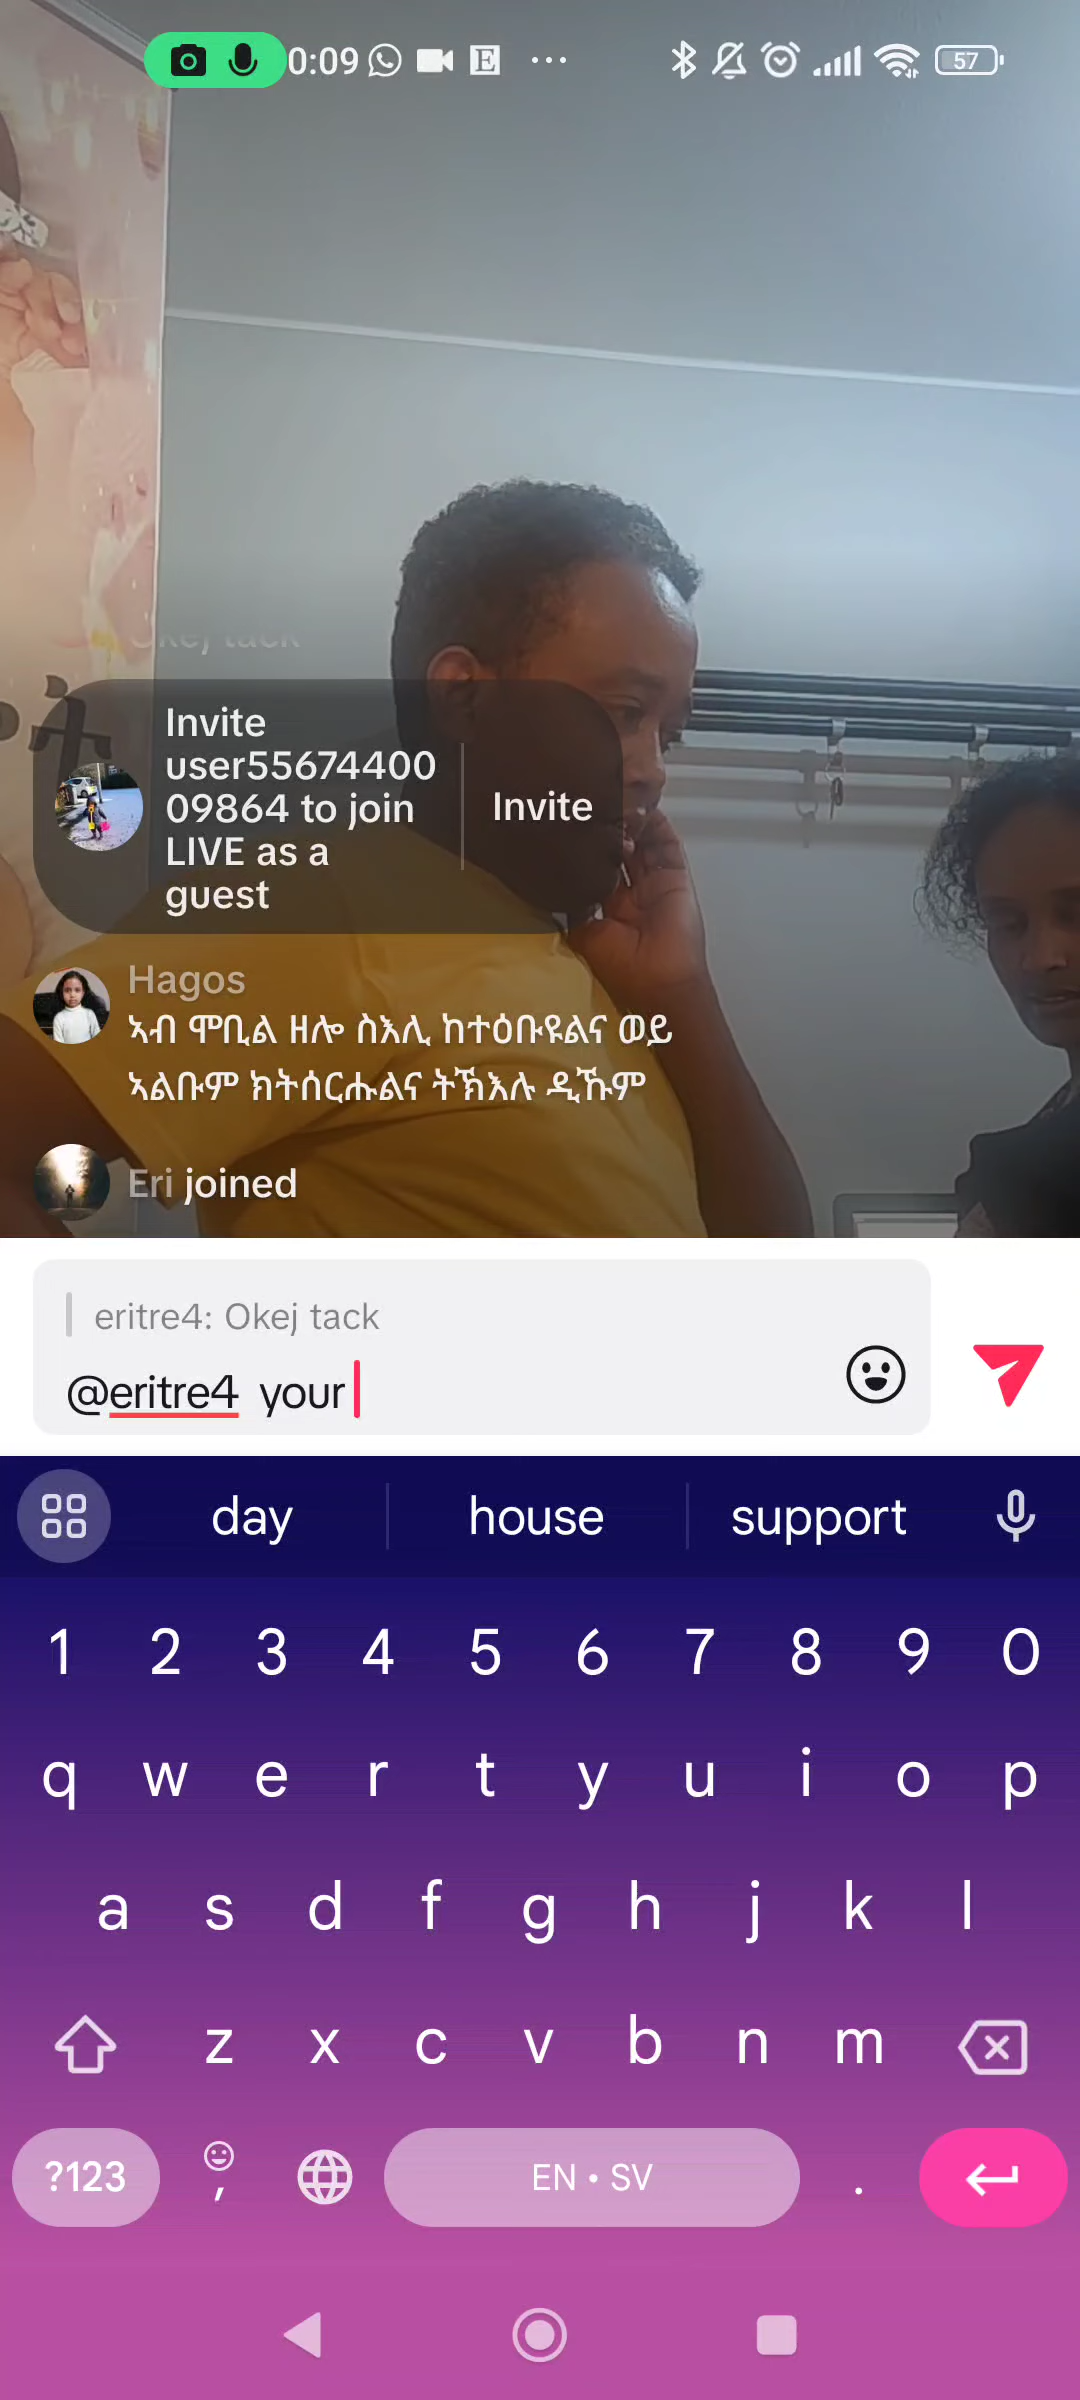 0:09
57
Okej tack
Invite
user55674400
09864 to join
LIVE as a
guest
Invite
Hagos
ኣብ ሞቢል ዘሎ ስእሊ ከተዕቡዩልና ወይ
ኣልቡም ክትሰርሑልና ትኽእሉ ዲኹም
Eri joined
eritre4: Okej tack
@eritre4 your
day house support
1 2 3 4 5 6 7 8 9 0
q w e r t y u i o p
a s d f g h j k l
z x c v b n m
?123 , EN • SV .